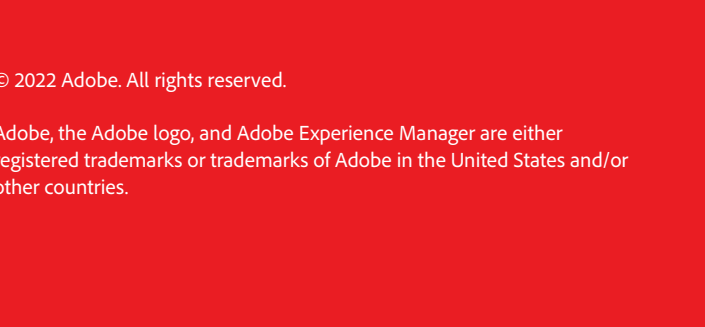 © 2022 Adobe. All rights reserved.
Adobe, the Adobe logo, and Adobe Experience Manager are either
registered trademarks or trademarks of Adobe in the United States and/or
other countries.